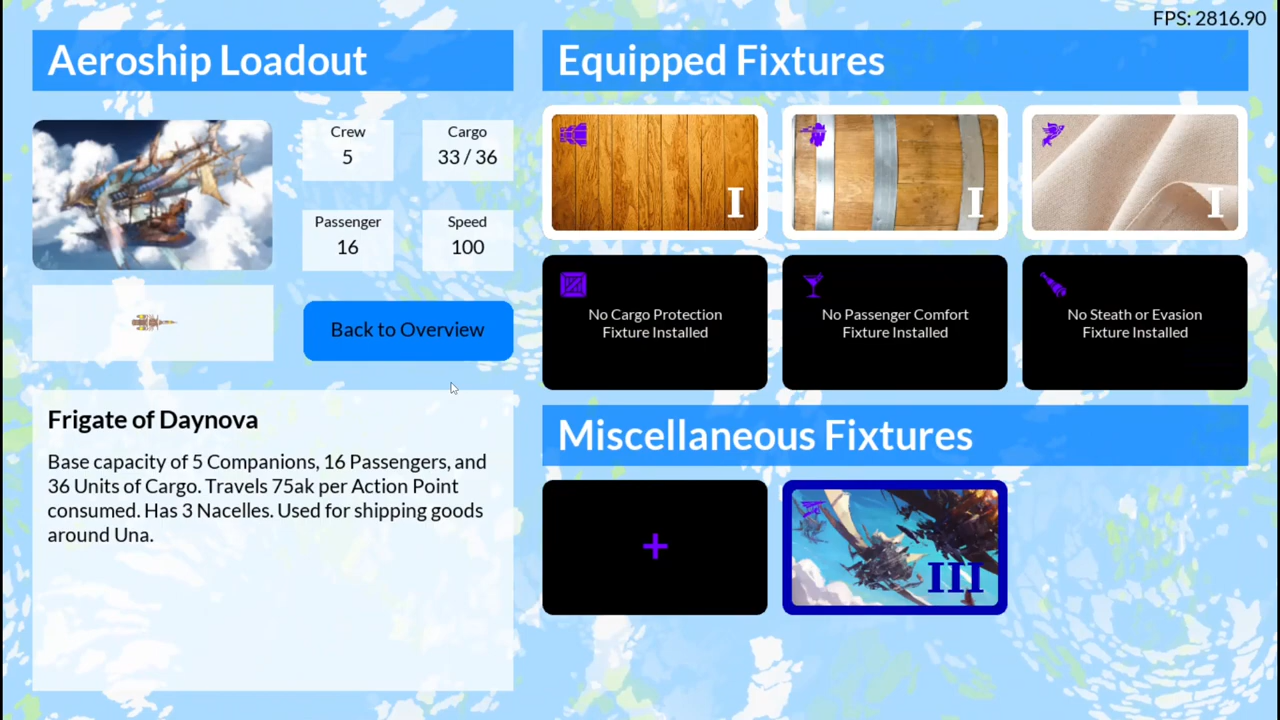 FPS: 2816.90
Aeroship Loadout
Crew
5
Cargo
33 / 36
Passenger
16
Speed
100
Back to Overview
Frigate of Daynova
Base capacity of 5 Companions, 16 Passengers, and
36 Units of Cargo. Travels 75ak per Action Point
consumed. Has 3 Nacelles. Used for shipping goods
around Una.
Equipped Fixtures
I
I
I
No Cargo Protection
Fixture Installed
No Passenger Comfort
Fixture Installed
No Steath or Evasion
Fixture Installed
Miscellaneous Fixtures
+
III